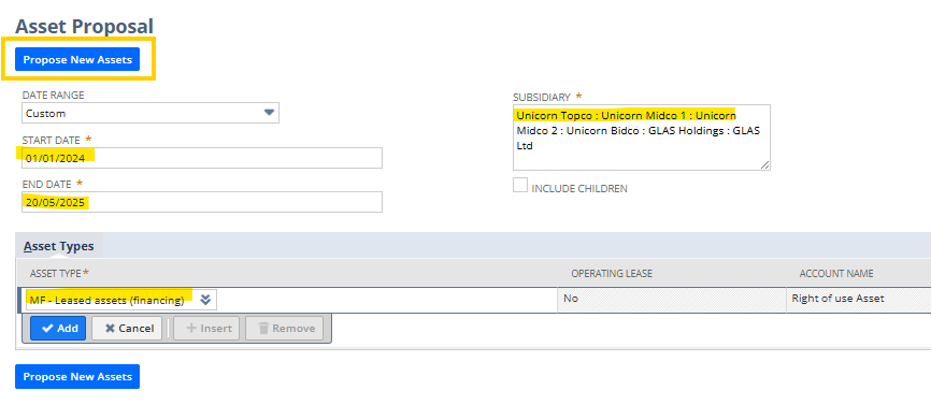 Asset Proposal
Propose New Assets
DATE RANGE
Custom
START DATE *
01/01/2024
END DATE *
20/05/2025
SUBSIDIARY *
Unicorn Topco : Unicorn Midco 1 : Unicorn
Midco 2 : Unicorn Bidco : GLAS Holdings : GLAS
Ltd
INCLUDE CHILDREN
Asset Types
ASSET TYPE* OPERATING LEASE ACCOUNT NAME
MF - Leased assets (financing) No Right of use Asset
Add Cancel Insert Remove
Propose New Assets